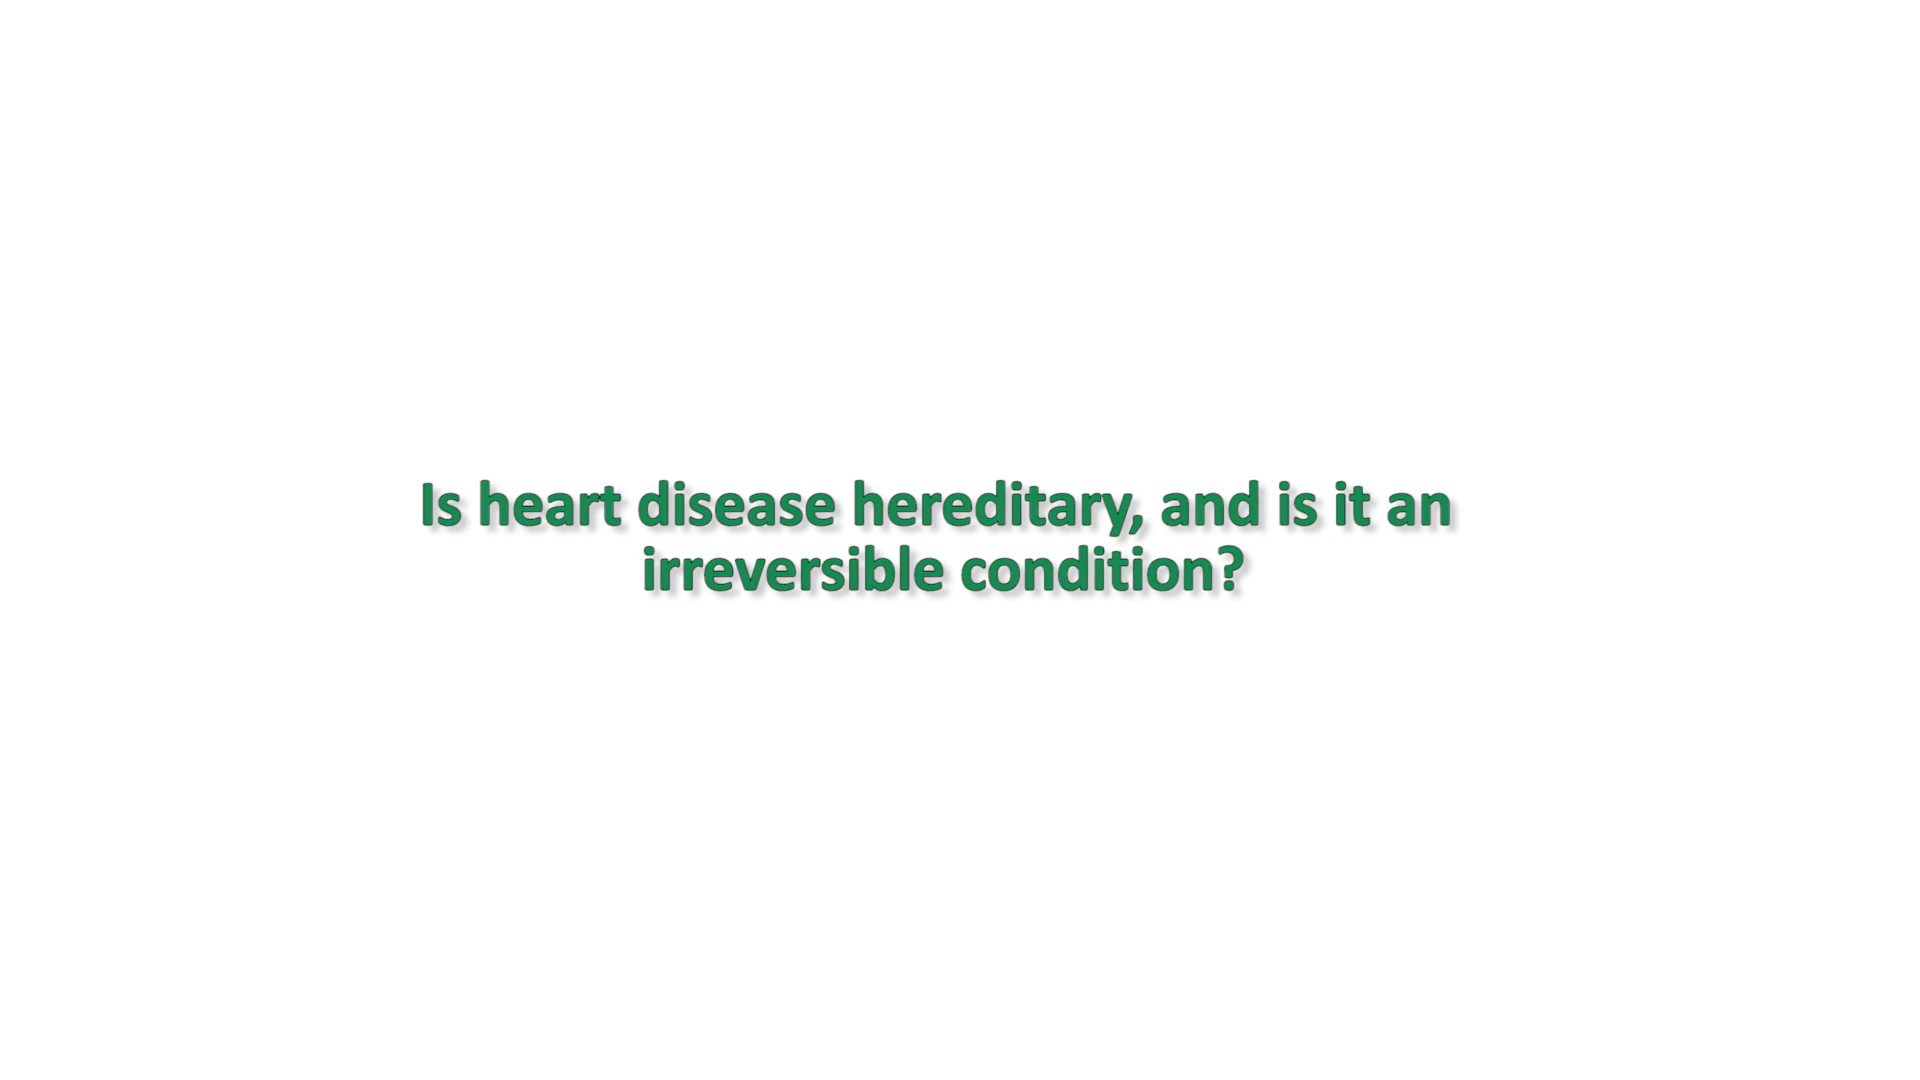 Is heart disease hereditary, and is it an
irreversible condition?